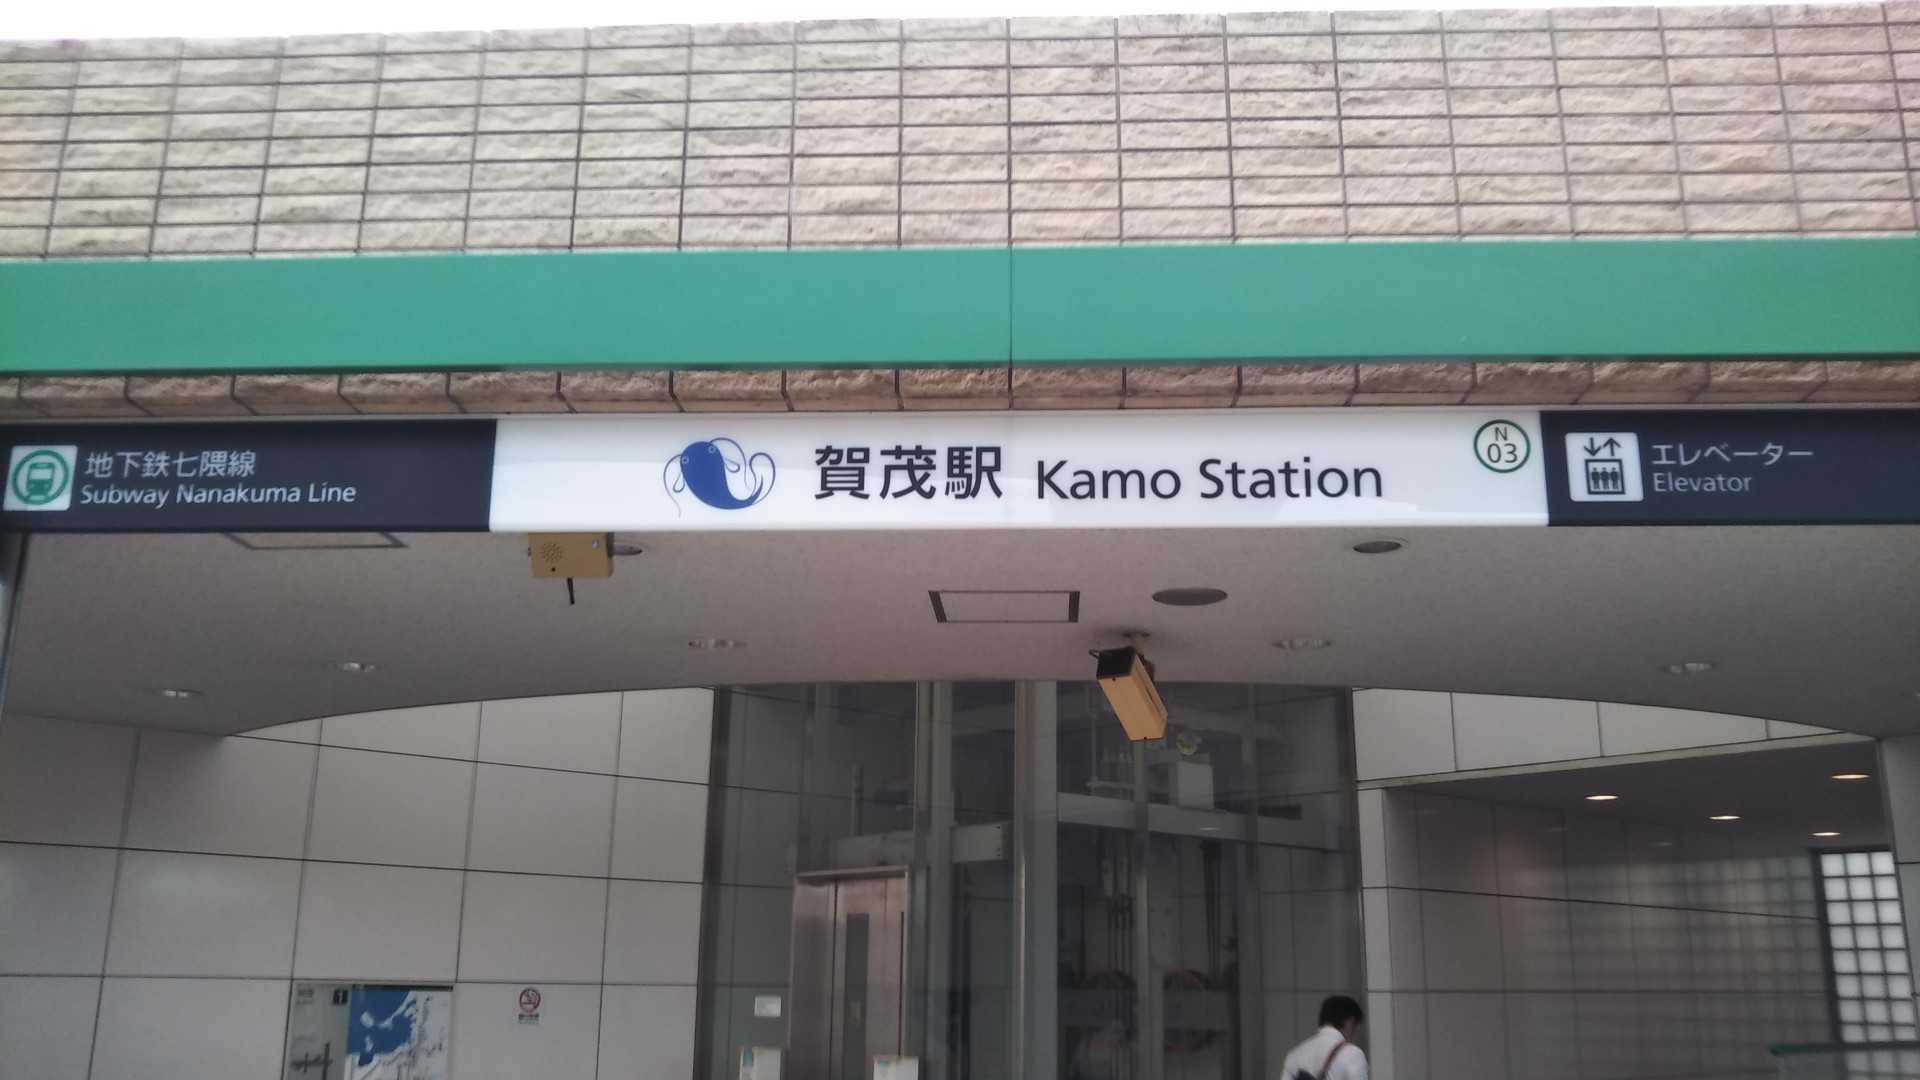 地下鉄七隈線
Subway Nanakuma Line
賀茂駅 Kamo Station
N
03
エレベーター
Elevator
1